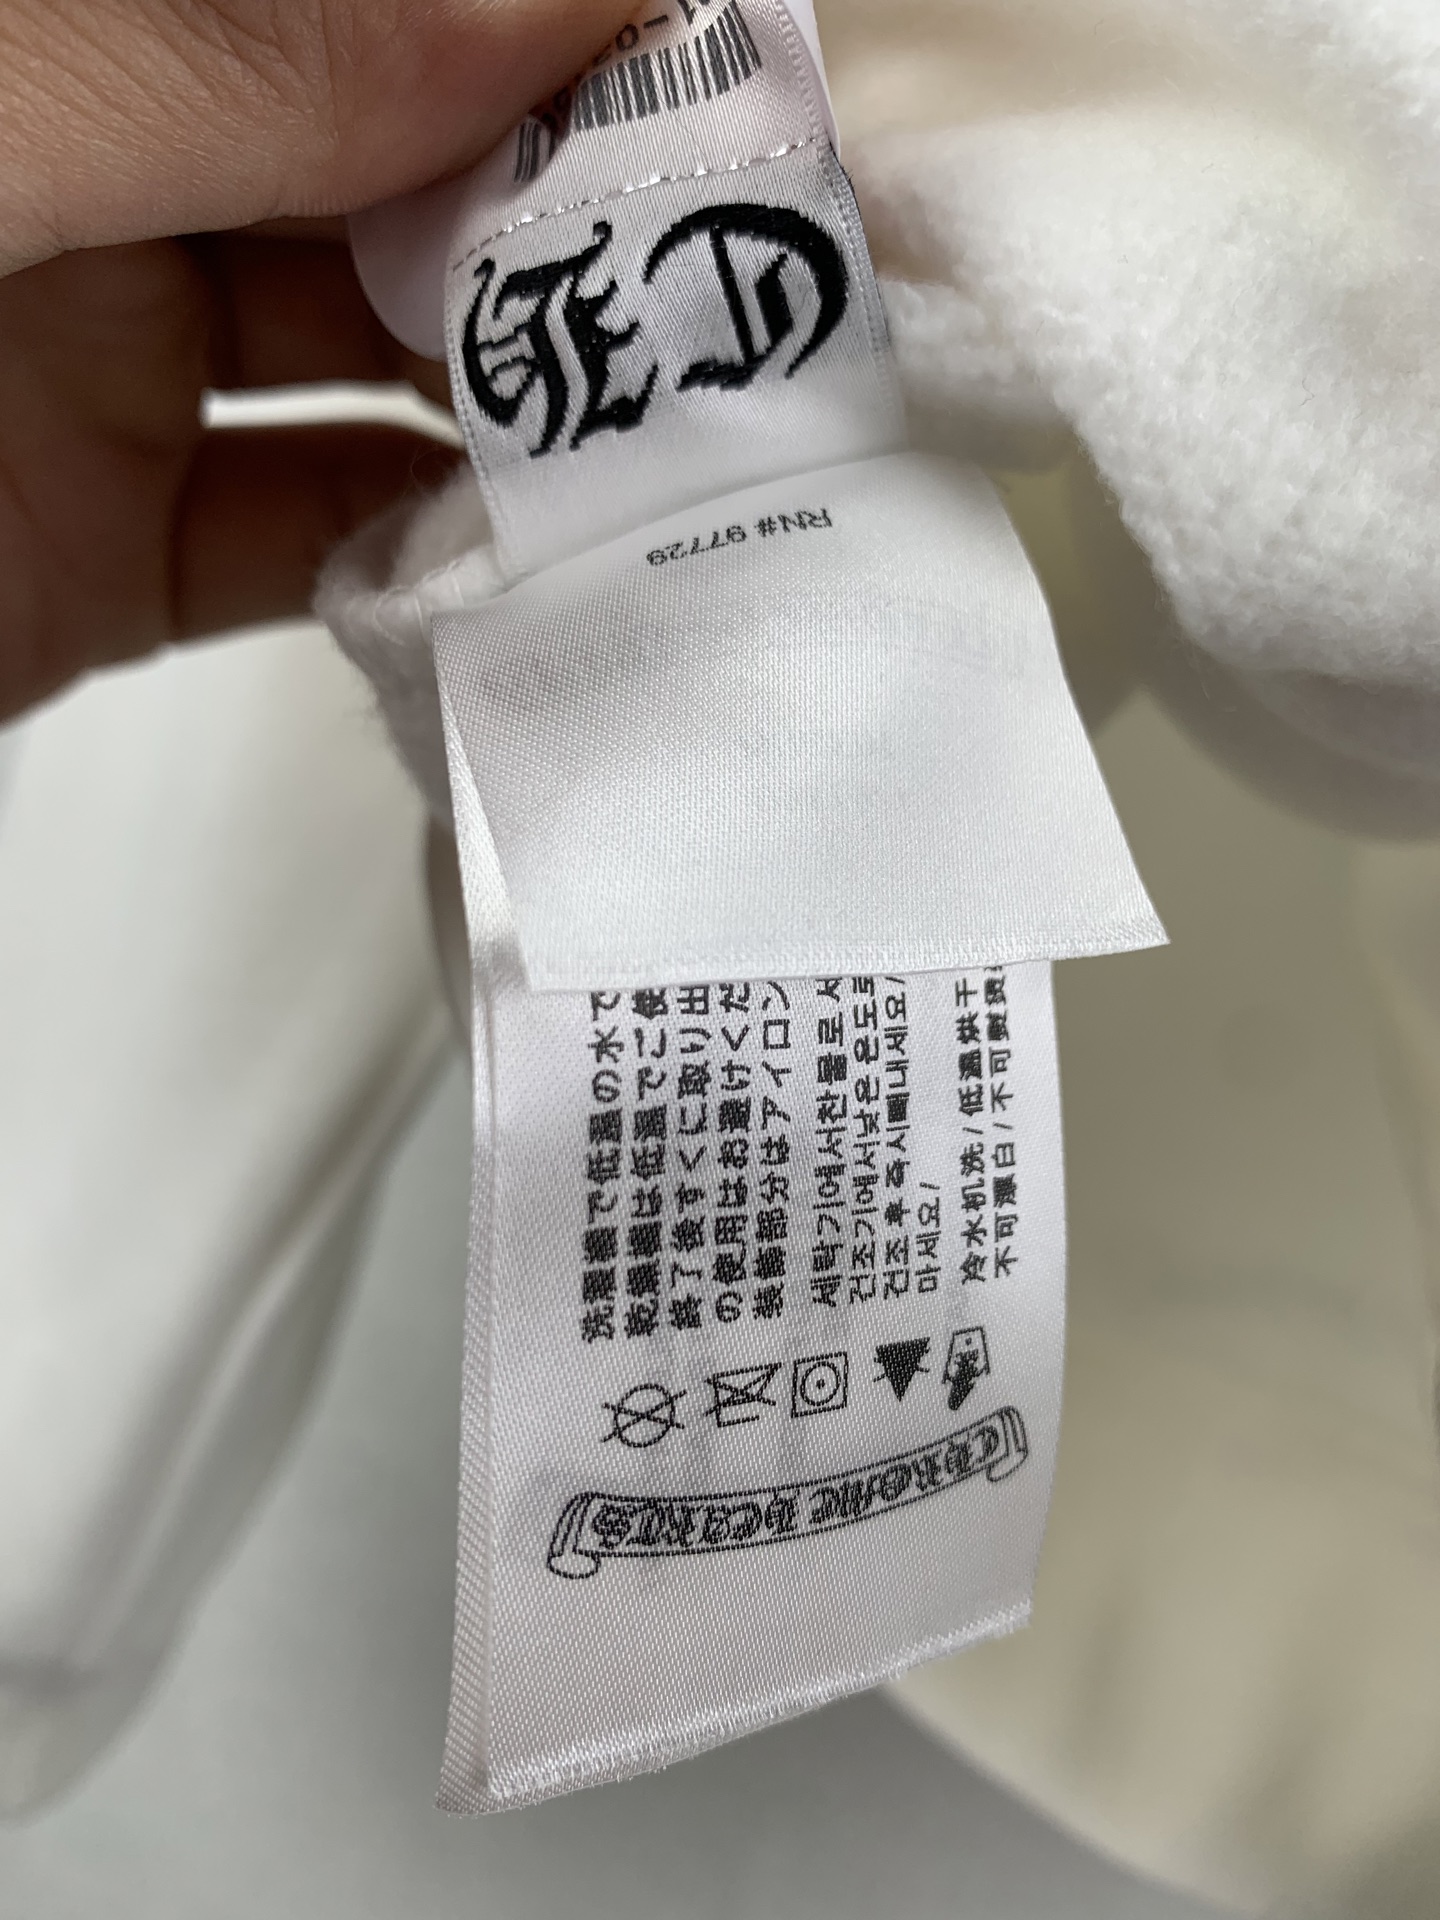 RN# 97729
CHROME HEARTS
洗濯機で低温の水で
乾燥機は低温でご使
終了後すぐに取り出
の使用はお避けくだ
装飾部分はアイロン
세탁기에서찬물로 세
건조기에서낮은 온도로
건조 후 즉시빼내세요/
마세요/
冷水机洗 / 低温烘干
不可漂白 / 不可熨烫